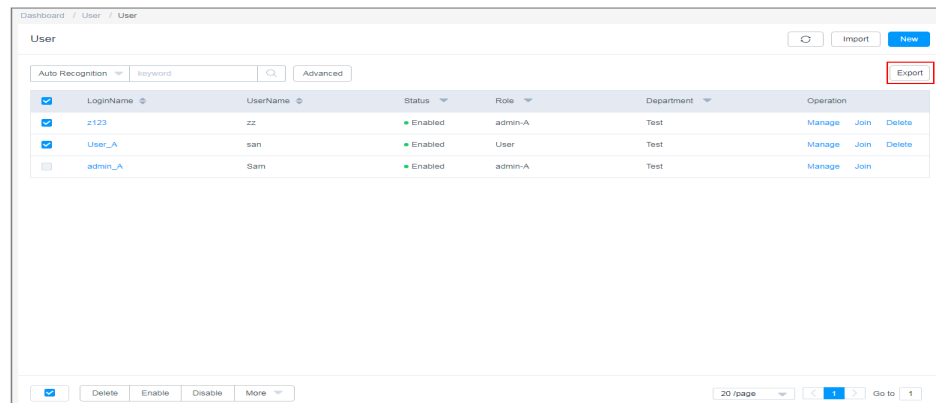 Dashboard / User / User
User
Import
New
Auto Recognition
keyword
Advanced
Export
LoginName UserName Status Role Department Operation
z123 zz Enabled admin-A Test Manage Join Delete
User_A san Enabled User Test Manage Join Delete
admin_A Sam Enabled admin-A Test Manage Join
Delete Enable Disable More
20 /page < 1 > Go to 1